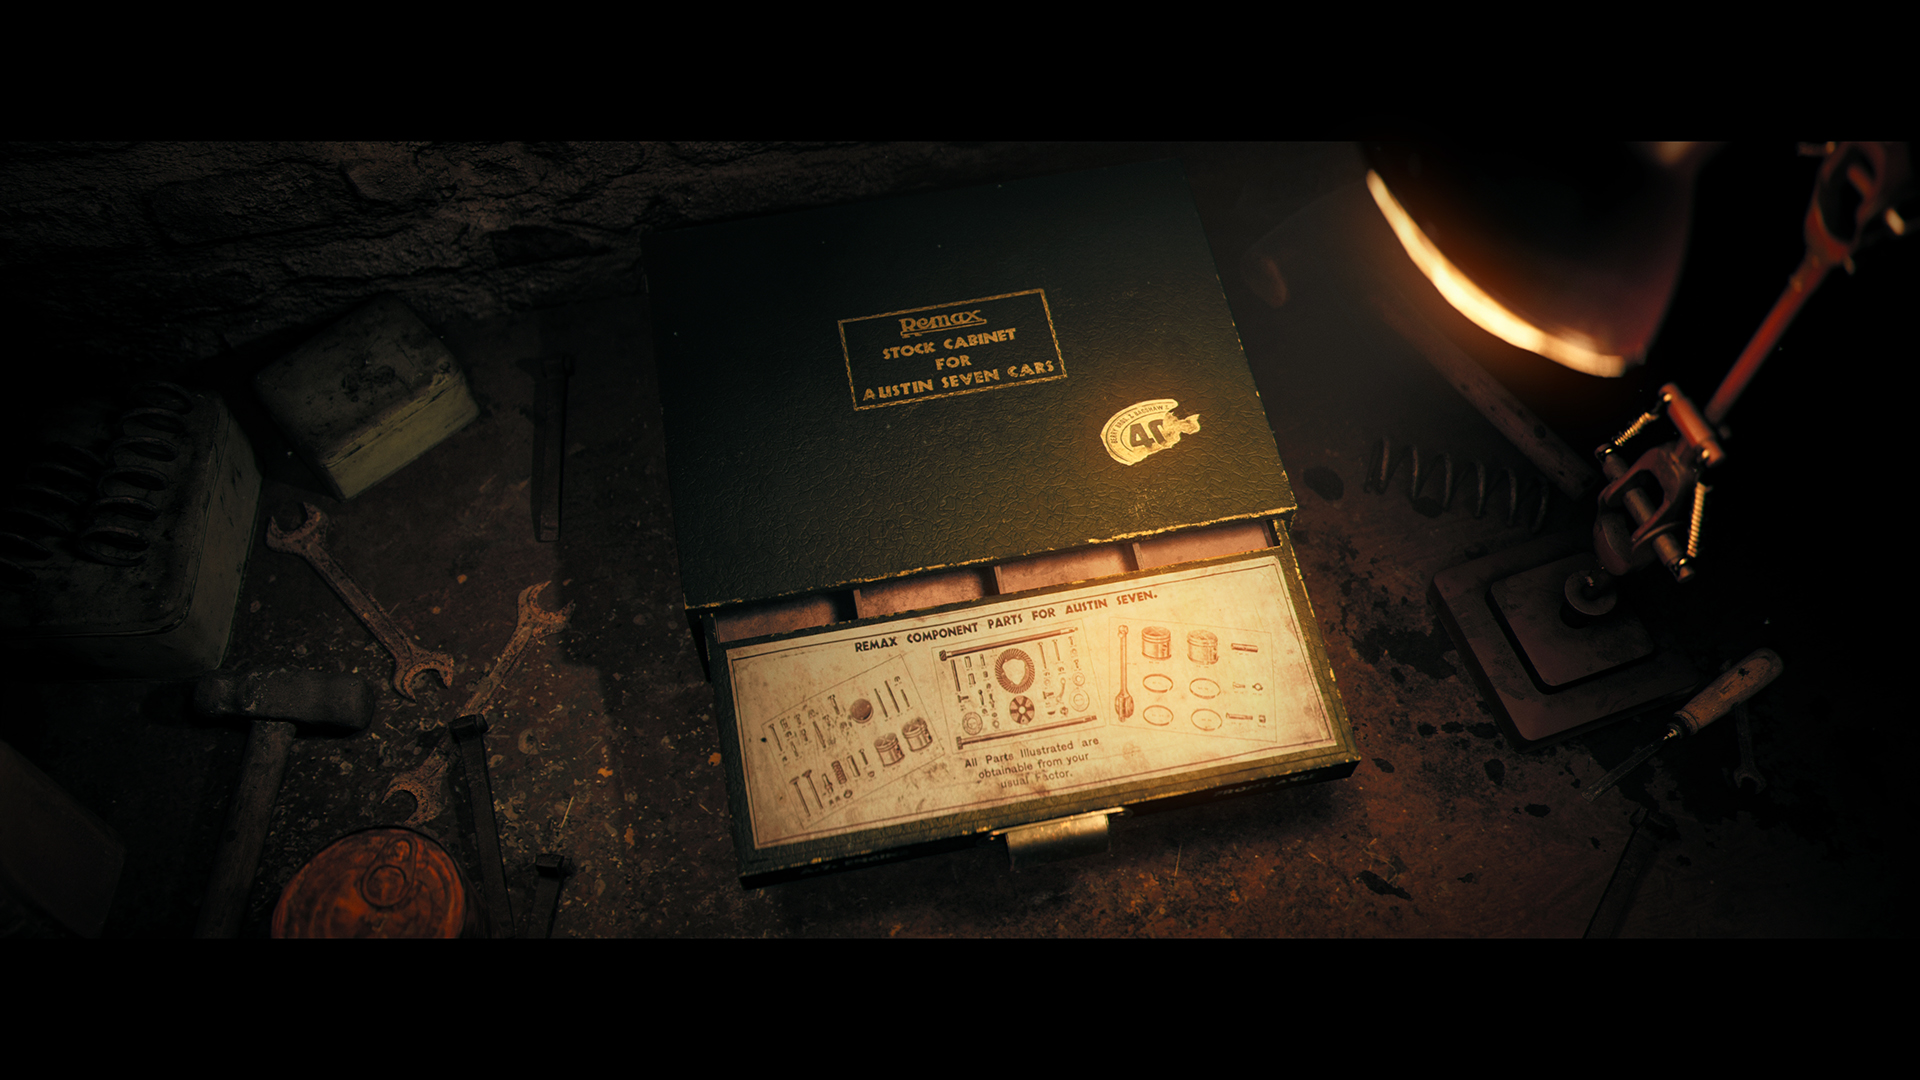 Remax
STOCK CABINET
FOR
AUSTIN SEVEN CARS
& BAGSHAW
40
REMAX COMPONENT PARTS FOR AUSTIN SEVEN.
All Parts Illustrated are
obtainable from your
usual Factor.